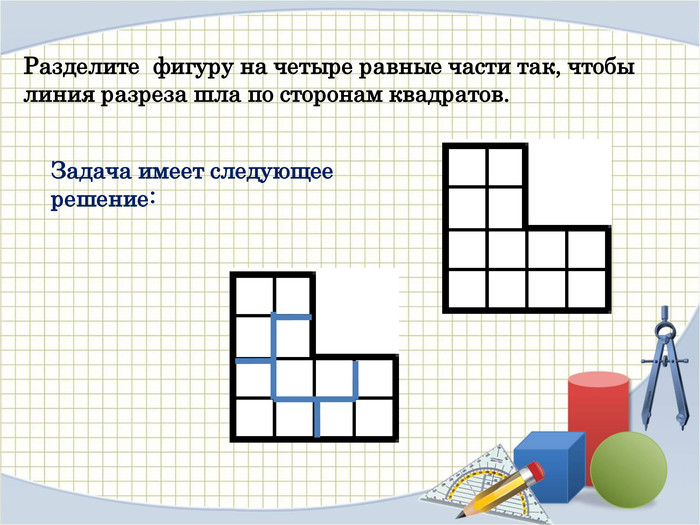 Разделите фигуру на четыре равные части так, чтобы
линия разреза шла по сторонам квадратов.
Задача имеет следующее
решение: